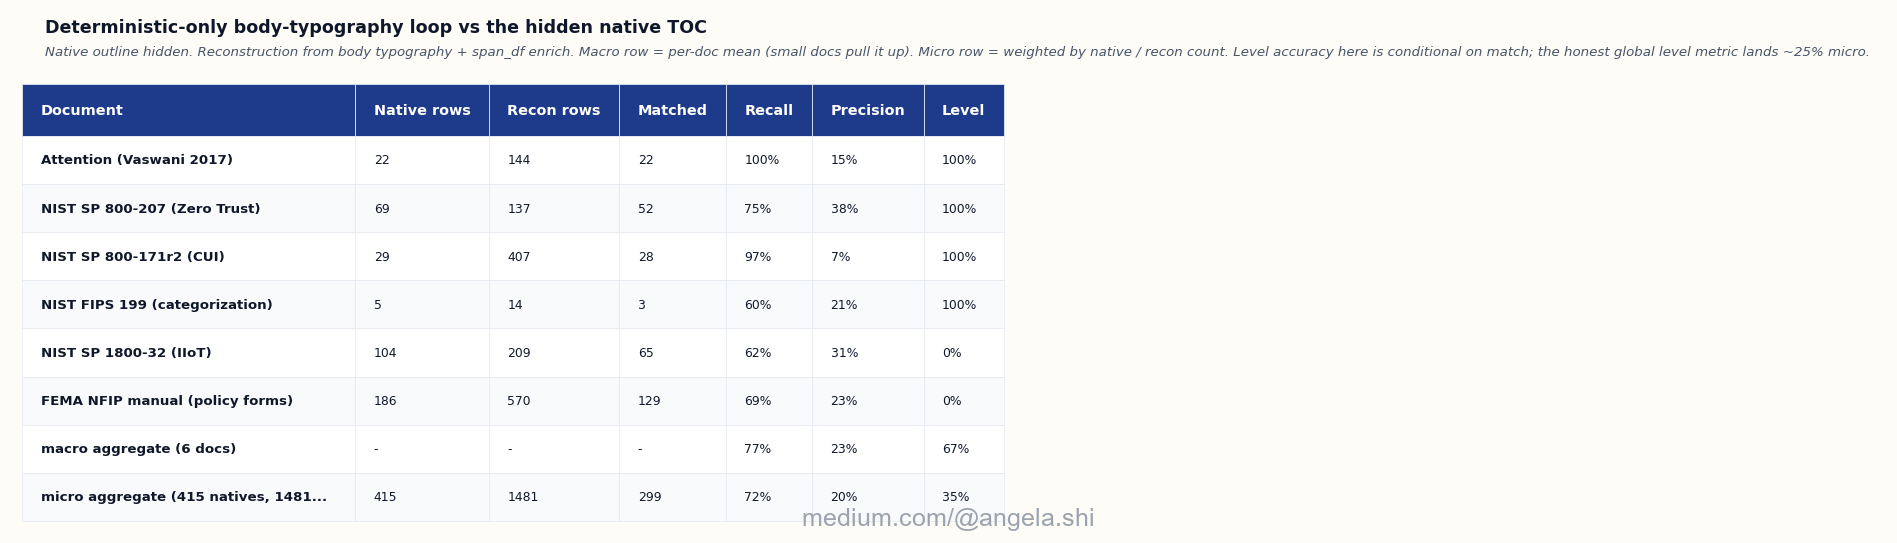 Deterministic-only body-typography loop vs the hidden native TOC
Native outline hidden. Reconstruction from body typography + span_df enrich. Macro row = per-doc mean (small docs pull it up). Micro row = weighted by native / recon count. Level accuracy here is conditional on match; the honest global level metric lands ~25% micro.
Document Native rows Recon rows Matched Recall Precision Level
Attention (Vaswani 2017) 22 144 22 100% 15% 100%
NIST SP 800-207 (Zero Trust) 69 137 52 75% 38% 100%
NIST SP 800-171r2 (CUI) 29 407 28 97% 7% 100%
NIST FIPS 199 (categorization) 5 14 3 60% 21% 100%
NIST SP 1800-32 (IIoT) 104 209 65 62% 31% 0%
FEMA NFIP manual (policy forms) 186 570 129 69% 23% 0%
macro aggregate (6 docs) - - - 77% 23% 67%
micro aggregate (415 natives, 1481... 415 1481 299 72% 20% 35%
medium.com/@angela.shi